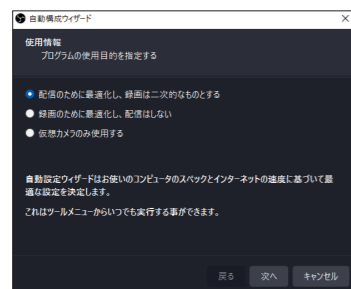 自動構成ウィザード
使用情報
プログラムの使用目的を指定する
配信のために最適化し、録画は二次的なものとする
録画のために最適化し、配信はしない
仮想カメラのみ使用する
自動設定ウィザードはお使いのコンピュータのスペックとインターネットの速度に基づいて最
適な設定を決定します。
これはツールメニューからいつでも実行する事ができます。
戻る 次へ キャンセル